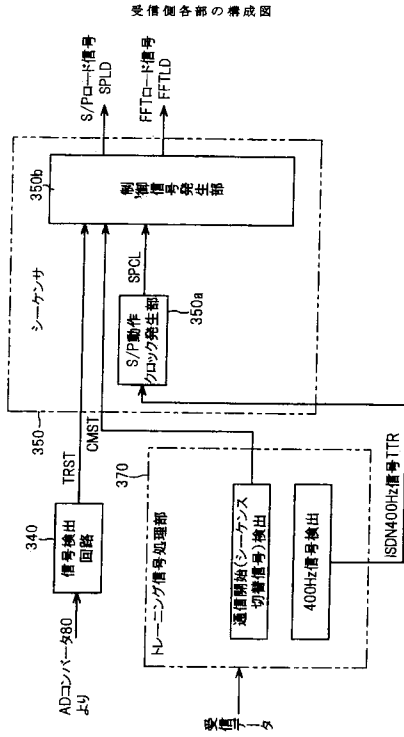 受信側各部の構成図
ADコンバータ80
より
340
信号検出
回路
TRST
CMST
350
シーケンサ
S/P動作
クロック発生部
350a
SPCL
350b
制御信号発生部
S/Pロード信号
SPLD
FFTロード信号
FFTLD
受信
データ
370
トレーニング信号処理部
通信開始(シーケンス
切替信号)検出
400Hz信号検出
ISDN400Hz信号TTR